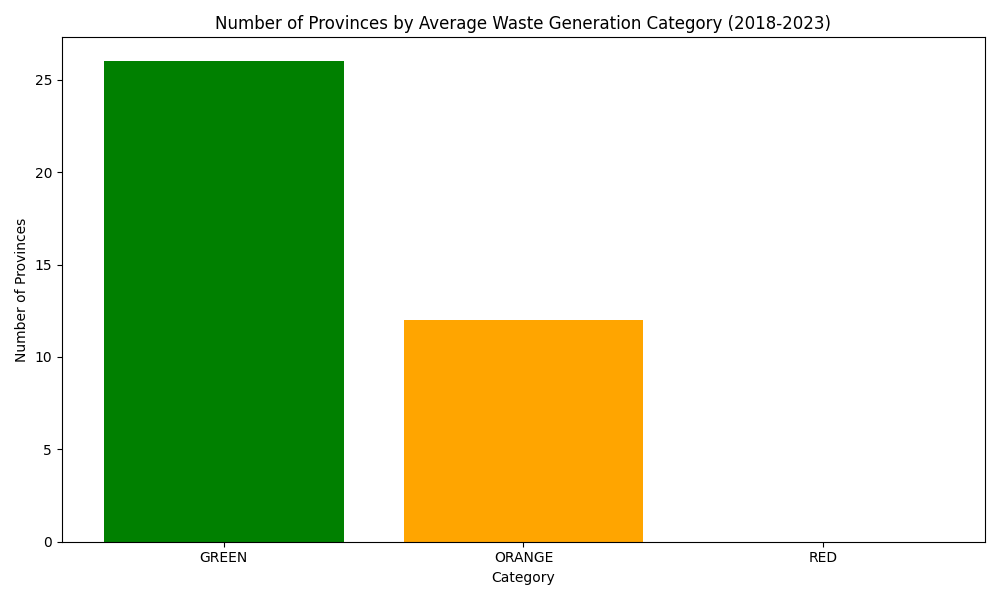 Number of Provinces by Average Waste Generation Category (2018-2023)
Number of Provinces
25
20
15
10
5
0
GREEN ORANGE RED
Category